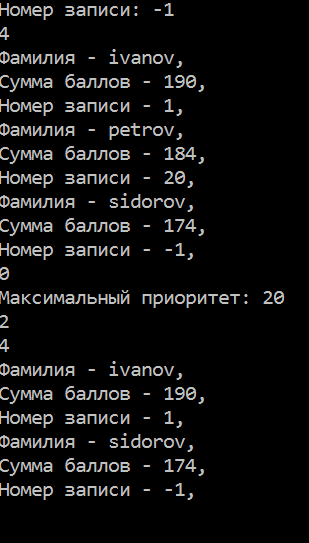 Номер записи: -1
4
Фамилия - ivanov,
Сумма баллов - 190,
Номер записи - 1,
Фамилия - petrov,
Сумма баллов - 184,
Номер записи - 20,
Фамилия - sidorov,
Сумма баллов - 174,
Номер записи - -1,
0
Максимальный приоритет: 20
2
4
Фамилия - ivanov,
Сумма баллов - 190,
Номер записи - 1,
Фамилия - sidorov,
Сумма баллов - 174,
Номер записи - -1,